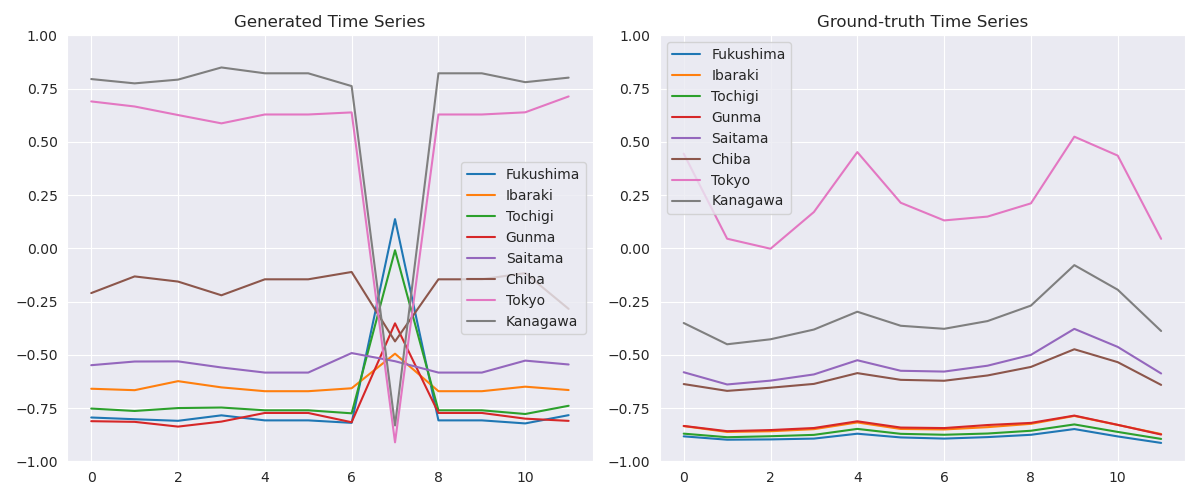 Generated Time Series
1.00
0.75
0.50
0.25
0.00
−0.25
−0.50
−0.75
−1.00
0 2 4 6 8 10
Fukushima
Ibaraki
Tochigi
Gunma
Saitama
Chiba
Tokyo
Kanagawa
Ground-truth Time Series
1.00
0.75
0.50
0.25
0.00
−0.25
−0.50
−0.75
−1.00
0 2 4 6 8 10
Fukushima
Ibaraki
Tochigi
Gunma
Saitama
Chiba
Tokyo
Kanagawa